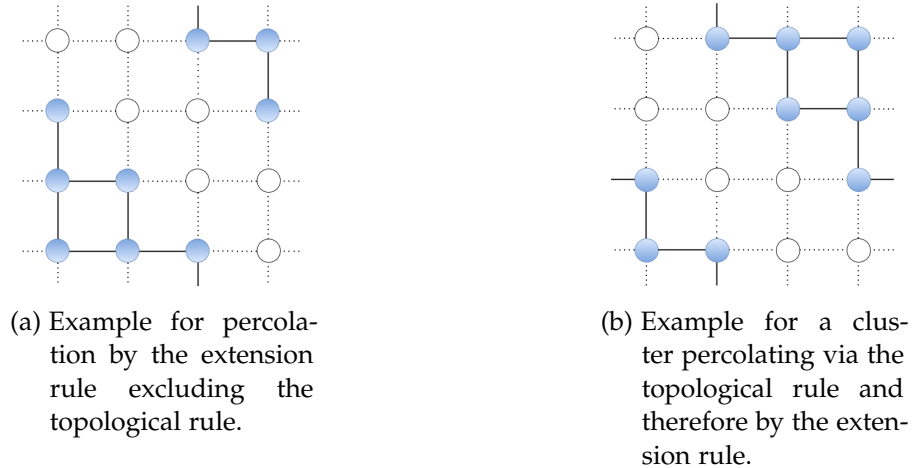 (a) Example for percola-
tion by the extension
rule excluding the
topological rule.
(b) Example for a clus-
ter percolating via the
topological rule and
therefore by the exten-
sion rule.